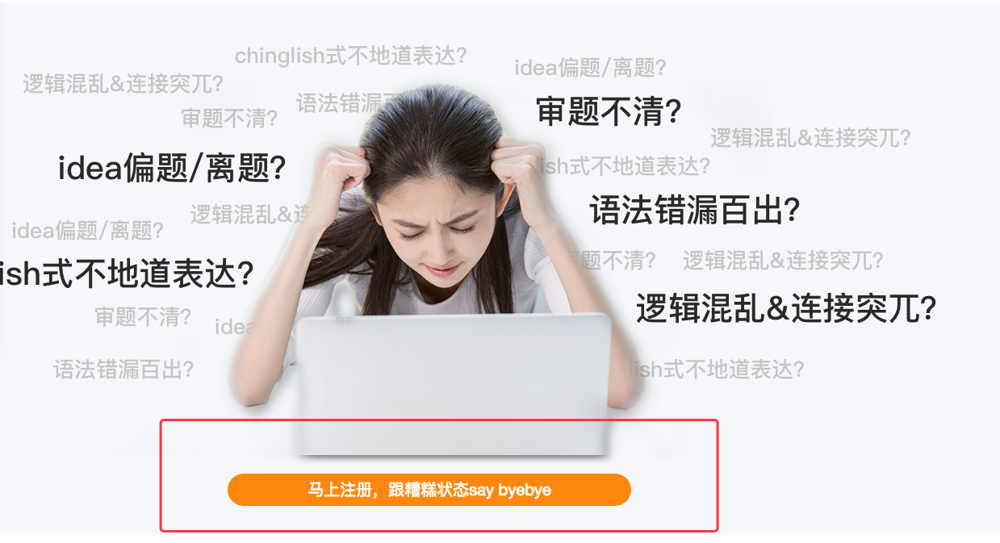 chinglish式不地道表达?
idea偏题/离题?
逻辑混乱&连接突兀?
语法错漏
审题不清?
审题不清?
逻辑混乱&连接突兀?
idea偏题/离题?
ish式不地道表达?
语法错漏百出?
逻辑混乱&连
idea偏题/离题?
题不清?
逻辑混乱&连接突兀?
ish式不地道表达?
逻辑混乱&连接突兀?
审题不清?
idea
语法错漏百出?
lish式不地道表达?
马上注册，跟糟糕状态say byebye